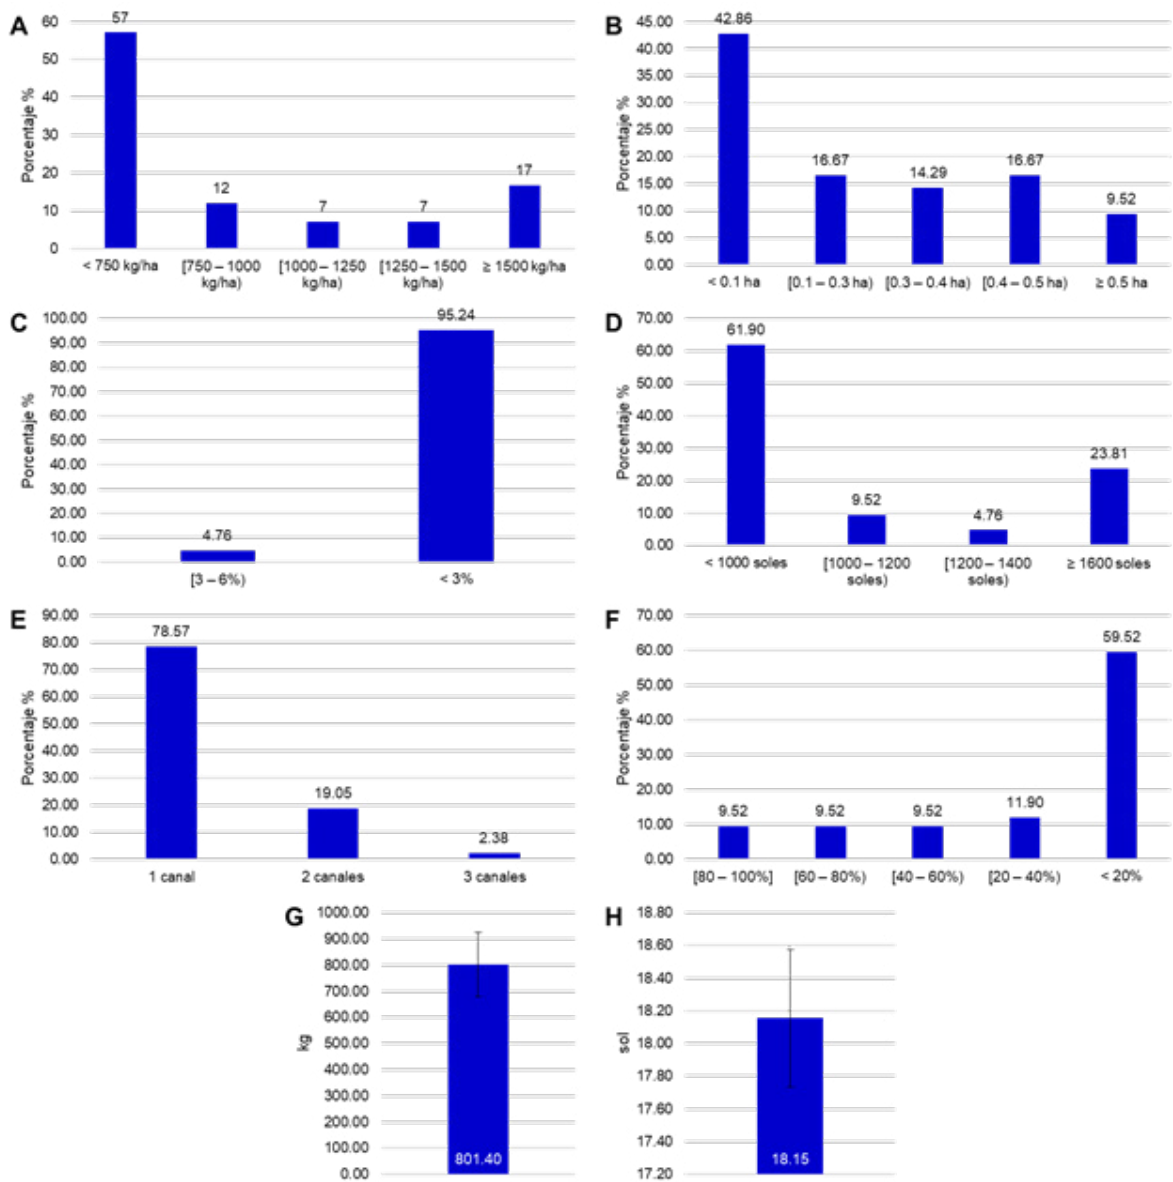 A
Porcentaje %
60
50
40
30
20
10
0
57
12
7
7
17
< 750 kg/ha
[750 – 1000
kg/ha)
[1000 – 1250
kg/ha)
[1250 – 1500
kg/ha)
≥ 1500 kg/ha
B
Porcentaje %
45.00
40.00
35.00
30.00
25.00
20.00
15.00
10.00
5.00
0.00
42.86
16.67
14.29
16.67
9.52
< 0.1 ha
[0.1 – 0.3 ha)
[0.3 – 0.4 ha)
[0.4 – 0.5 ha)
≥ 0.5 ha
C
Porcentaje %
100.00
90.00
80.00
70.00
60.00
50.00
40.00
30.00
20.00
10.00
0.00
4.76
95.24
[3 – 6%)
< 3%
D
Porcentaje %
70.00
60.00
50.00
40.00
30.00
20.00
10.00
0.00
61.90
9.52
4.76
23.81
< 1000 soles
[1000 – 1200
soles)
[1200 – 1400
soles)
≥ 1600 soles
E
Porcentaje %
90.00
80.00
70.00
60.00
50.00
40.00
30.00
20.00
10.00
0.00
78.57
19.05
2.38
1 canal
2 canales
3 canales
F
Porcentaje %
70.00
60.00
50.00
40.00
30.00
20.00
10.00
0.00
9.52
9.52
9.52
11.90
59.52
[80 – 100%]
[60 – 80%)
[40 – 60%)
[20 – 40%)
< 20%
G
kg
1000.00
900.00
800.00
700.00
600.00
500.00
400.00
300.00
200.00
100.00
0.00
801.40
H
sol
18.80
18.60
18.40
18.20
18.00
17.80
17.60
17.40
17.20
18.15